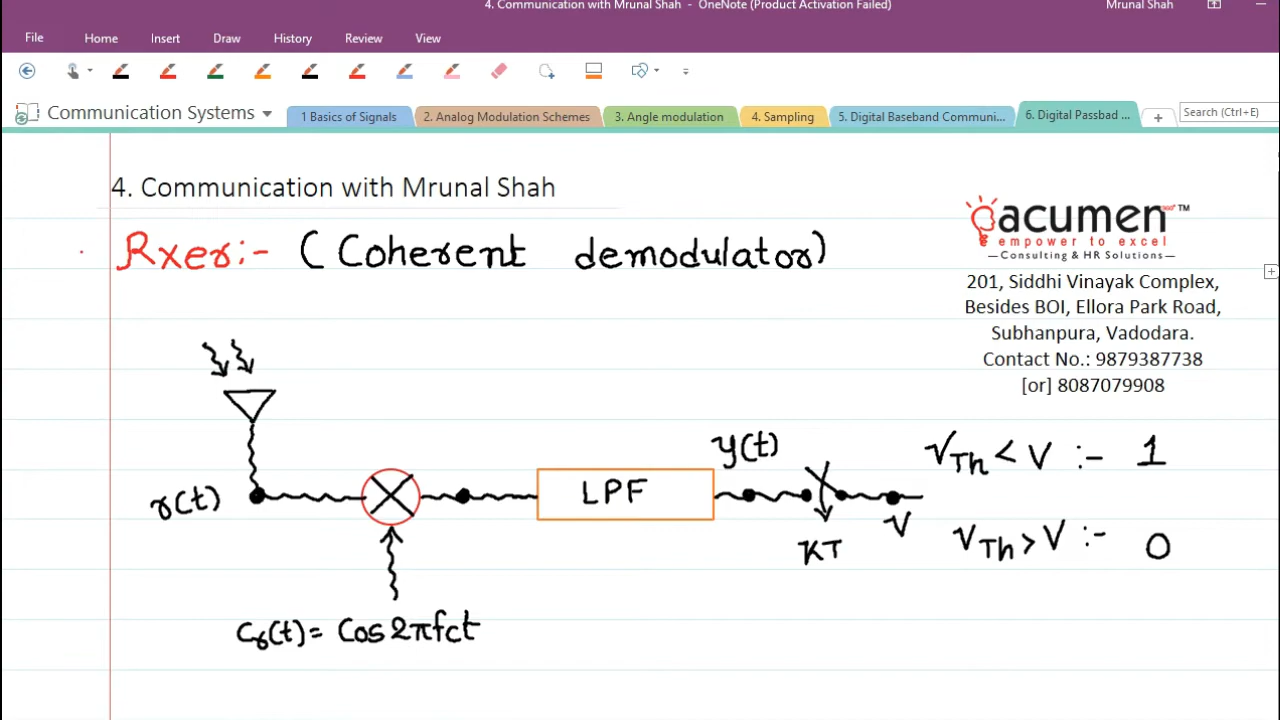 4. Communication with Mrunal Shah - OneNote (Product Activation Failed)
Mrunal Shah
File Home Insert Draw History Review View
Communication Systems
1 Basics of Signals
2. Analog Modulation Schemes
3. Angle modulation
4. Sampling
5. Digital Baseband Communi...
6. Digital Passbad ...
Search (Ctrl+E)
4. Communication with Mrunal Shah
Rxer:- (Coherent demodulator)
acumen 360° TM
empower to excel
—Consulting & HR Solutions—
201, Siddhi Vinayak Complex,
Besides BOI, Ellora Park Road,
Subhanpura, Vadodara.
Contact No.: 9879387738
[or] 8087079908
r(t)
LPF
y(t)
KT
V
VTh < V :- 1
VTh > V :- 0
cr(t) = Cos2πfct